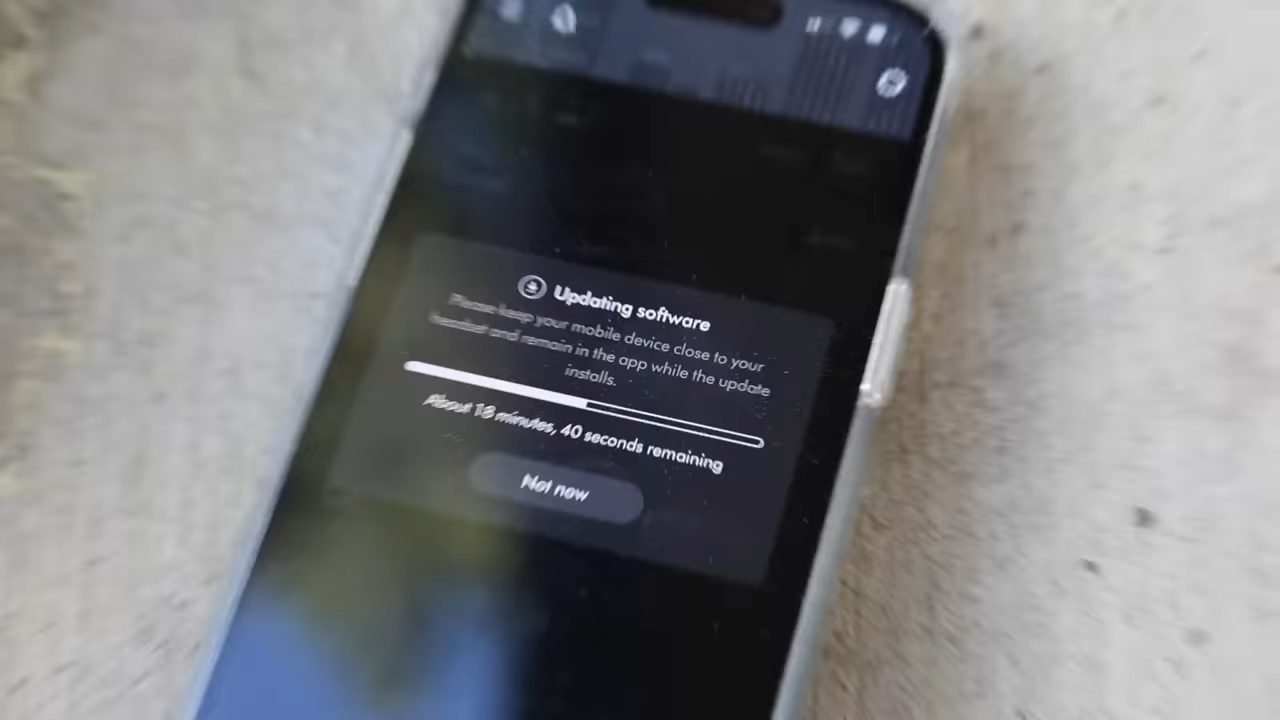 Updating software
Please keep your mobile device close to your
headset and remain in the app while the update
installs.
About 18 minutes, 40 seconds remaining
Not now